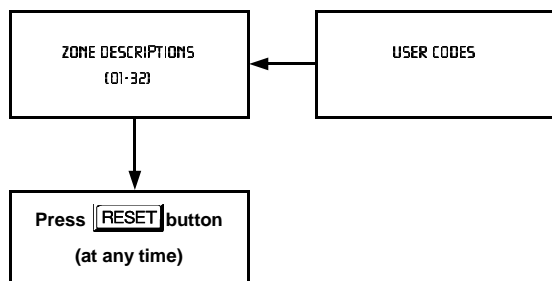 ZONE DESCRIPTIONS
(01-32)
USER CODES
Press RESET button
(at any time)